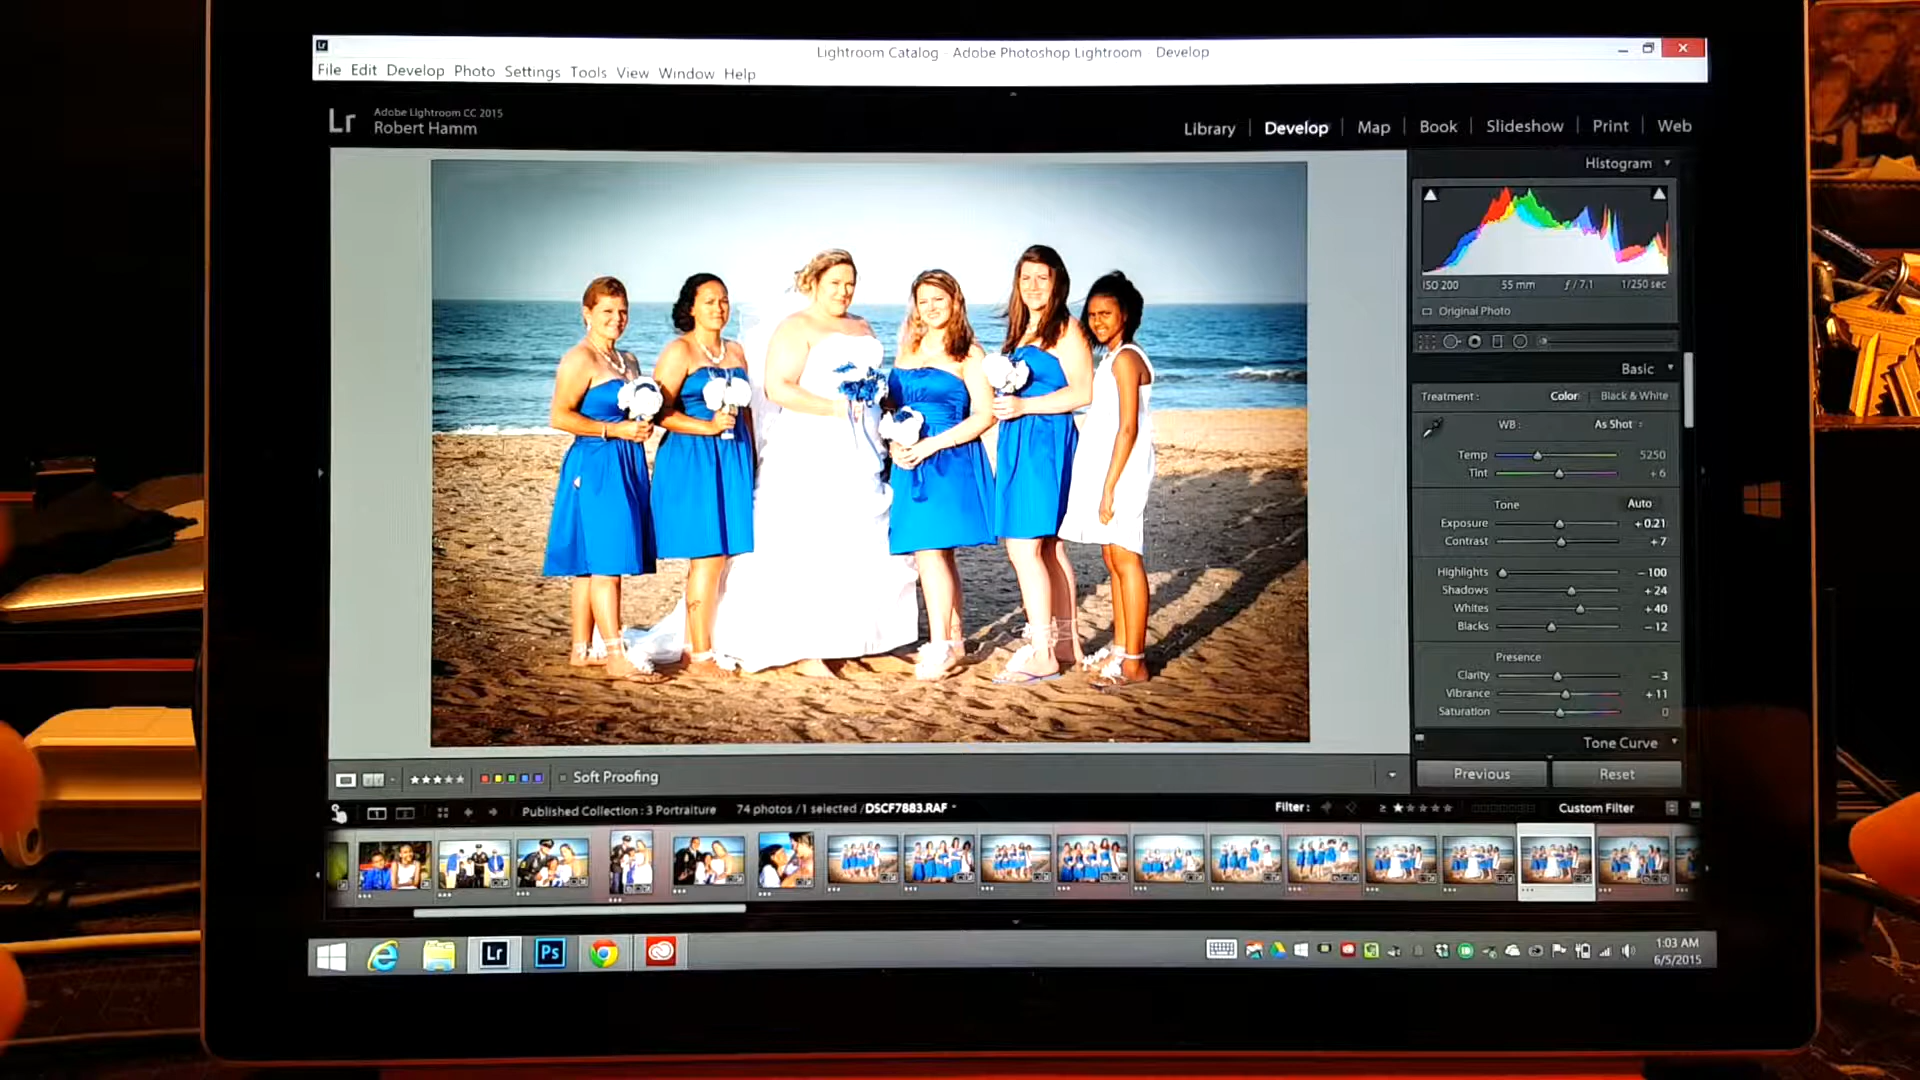 Lightroom Catalog - Adobe Photoshop Lightroom - Develop
File Edit Develop Photo Settings Tools View Window Help
Lr
Adobe Lightroom CC 2015
Robert Hamm
Library | Develop | Map | Book | Slideshow | Print | Web
Histogram
ISO 200 55 mm ƒ / 7.1 1/250 sec
Original Photo
Basic
Treatment : Color Black & White
WB : As Shot
Temp 5250
Tint + 6
Tone Auto
Exposure + 0.21
Contrast + 7
Highlights − 100
Shadows + 24
Whites + 40
Blacks − 12
Presence
Clarity − 3
Vibrance + 11
Saturation 0
Tone Curve
Soft Proofing
Previous Reset
Published Collection : 3 Portraiture 74 photos / 1 selected / DSCF7883.RAF
Filter : Custom Filter
Lr Ps
1:03 AM
6/5/2015